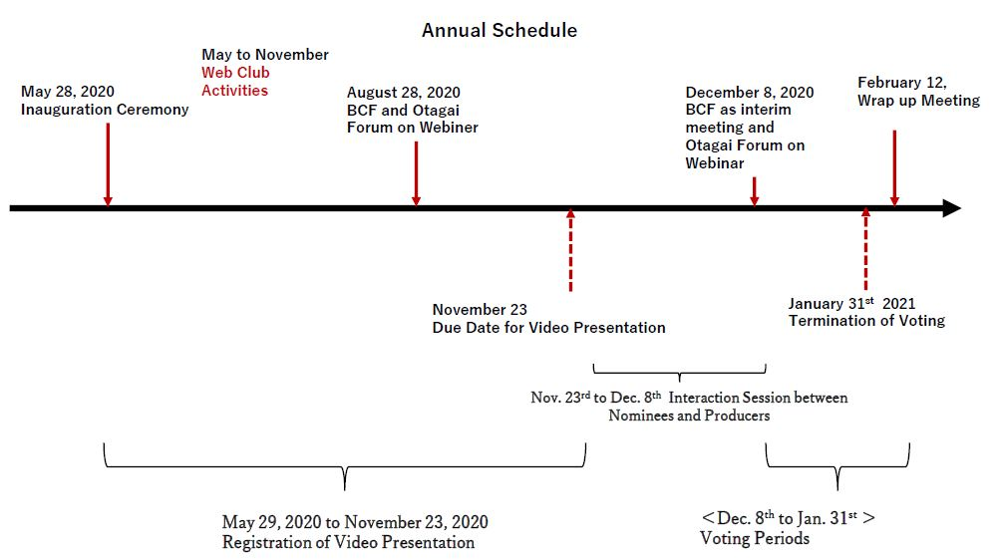 Annual Schedule
May to November
Web Club
Activities
May 28, 2020
Inauguration Ceremony
August 28, 2020
BCF and Otagai
Forum on Webiner
December 8, 2020
BCF as interim
meeting and
Otagai Forum on
Webinar
February 12,
Wrap up Meeting
November 23
Due Date for Video Presentation
January 31st 2021
Termination of Voting
Nov. 23rd to Dec. 8th Interaction Session between
Nominees and Producers
May 29, 2020 to November 23, 2020
Registration of Video Presentation
<Dec. 8th to Jan. 31st >
Voting Periods